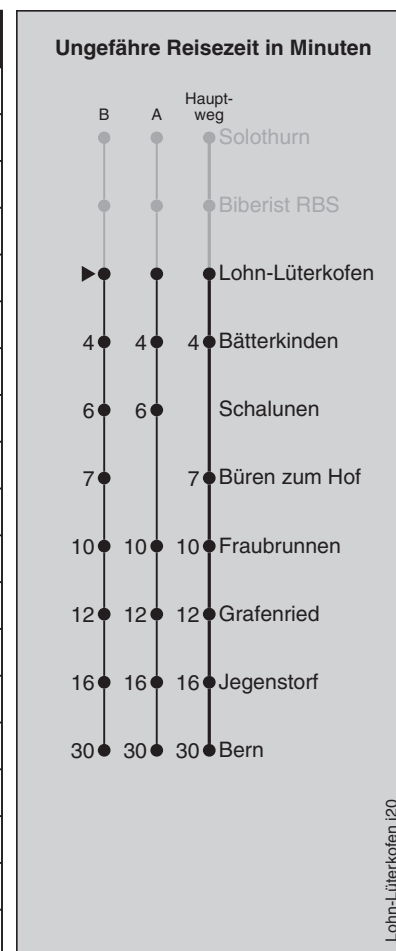 Ungefähre Reisezeit in Minuten
B A Haupt-
weg
Solothurn
Biberist RBS
Lohn-Lüterkofen
4 4 4 Bätterkinden
6 6 Schalunen
7 7 Büren zum Hof
10 10 10 Fraubrunnen
12 12 12 Grafenried
16 16 16 Jegenstorf
30 30 30 Bern
Lohn-Lüterkofen j20